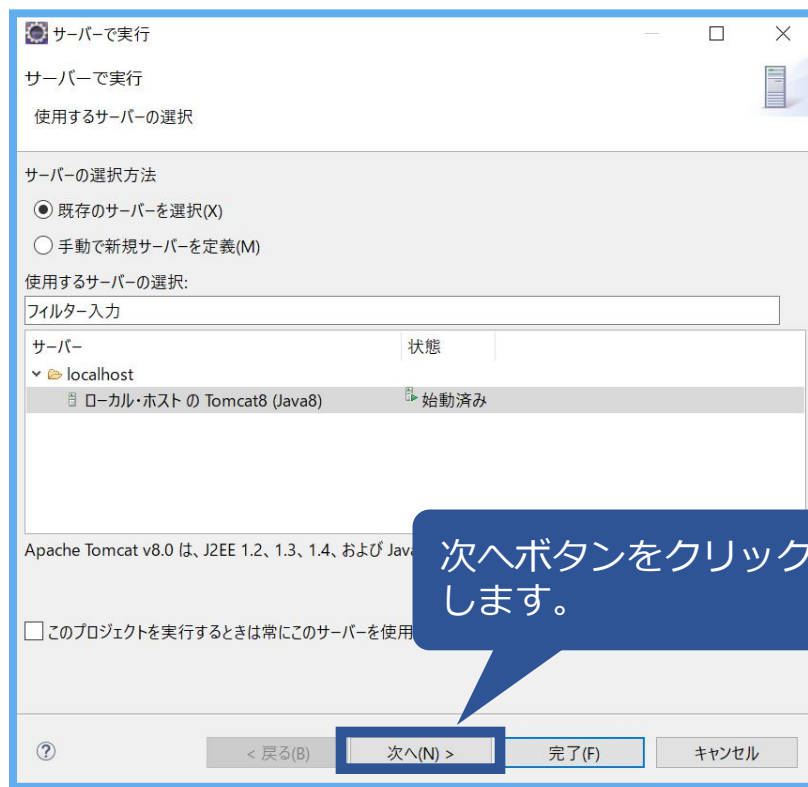 サーバーで実行
サーバーで実行
使用するサーバーの選択
サーバーの選択方法
既存のサーバーを選択(X)
手動で新規サーバーを定義(M)
使用するサーバーの選択:
フィルター入力
サーバー 状態
localhost
ローカル・ホスト の Tomcat8 (Java8) 始動済み
Apache Tomcat v8.0 は、J2EE 1.2、1.3、1.4、および Jav
次へボタンをクリック
します。
このプロジェクトを実行するときは常にこのサーバーを使用
< 戻る(B) 次へ(N) > 完了(F) キャンセル